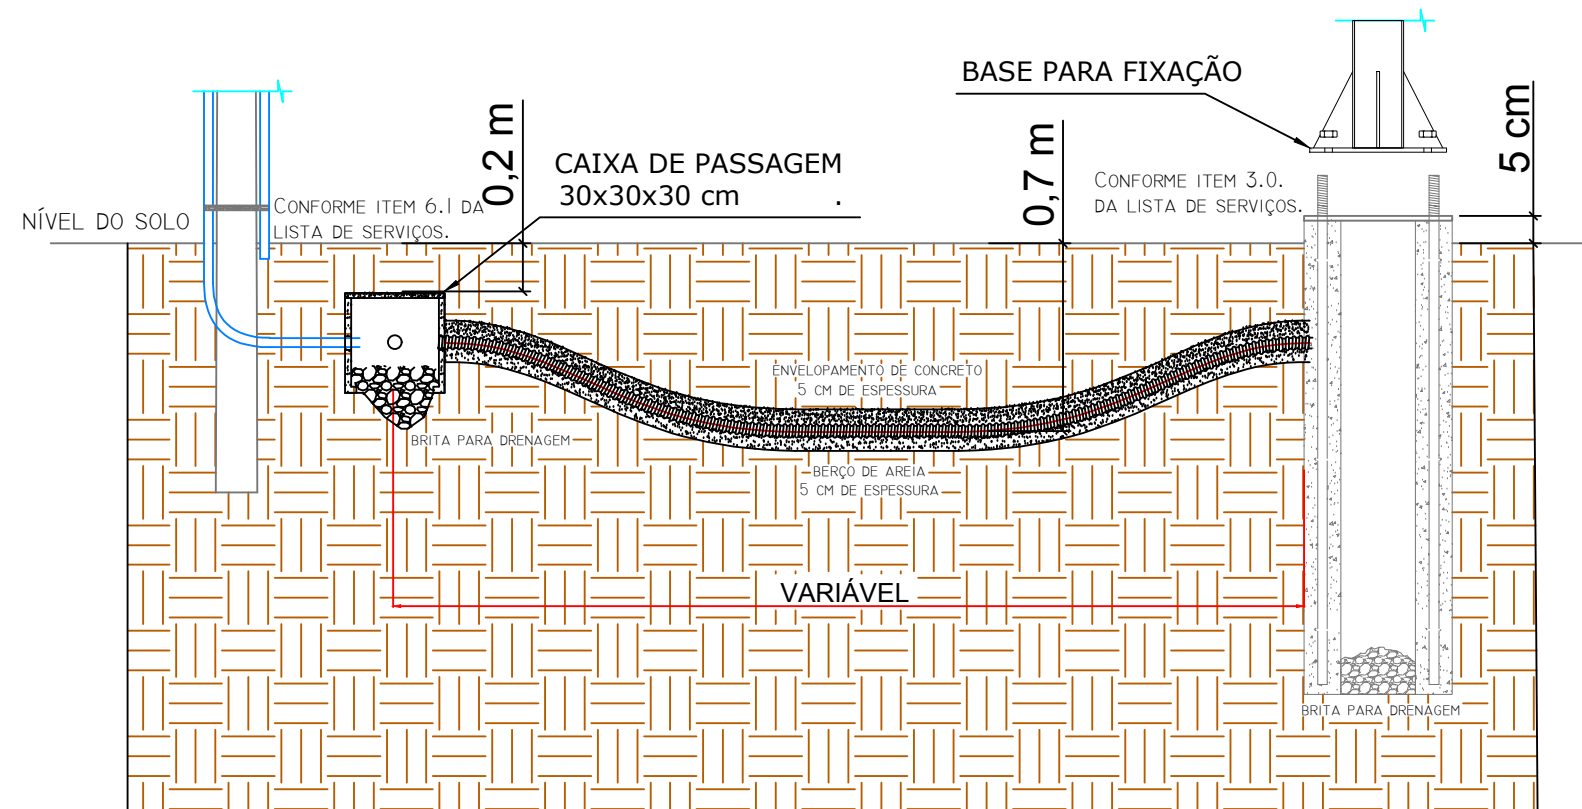 BASE PARA FIXAÇÃO
5 cm
0,2 m
CAIXA DE PASSAGEM
30x30x30 cm .
0,7 m
CONFORME ITEM 3.0.
DA LISTA DE SERVIÇOS.
NÍVEL DO SOLO
CONFORME ITEM 6.1 DA
LISTA DE SERVIÇOS.
ENVELOPAMENTO DE CONCRETO
5 CM DE ESPESSURA
BRITA PARA DRENAGEM
BERÇO DE AREIA
5 CM DE ESPESSURA
VARIÁVEL
BRITA PARA DRENAGEM